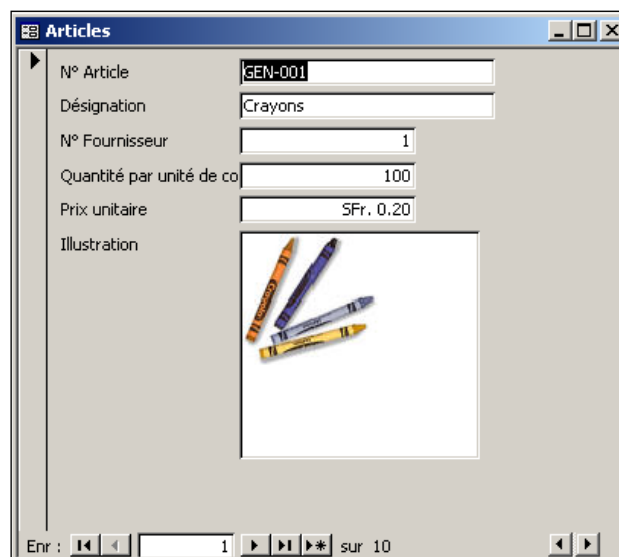 Articles
N° Article GEN-001
Désignation Crayons
N° Fournisseur 1
Quantité par unité de co 100
Prix unitaire SFr. 0.20
Illustration
Crayola
Enr : 1 sur 10